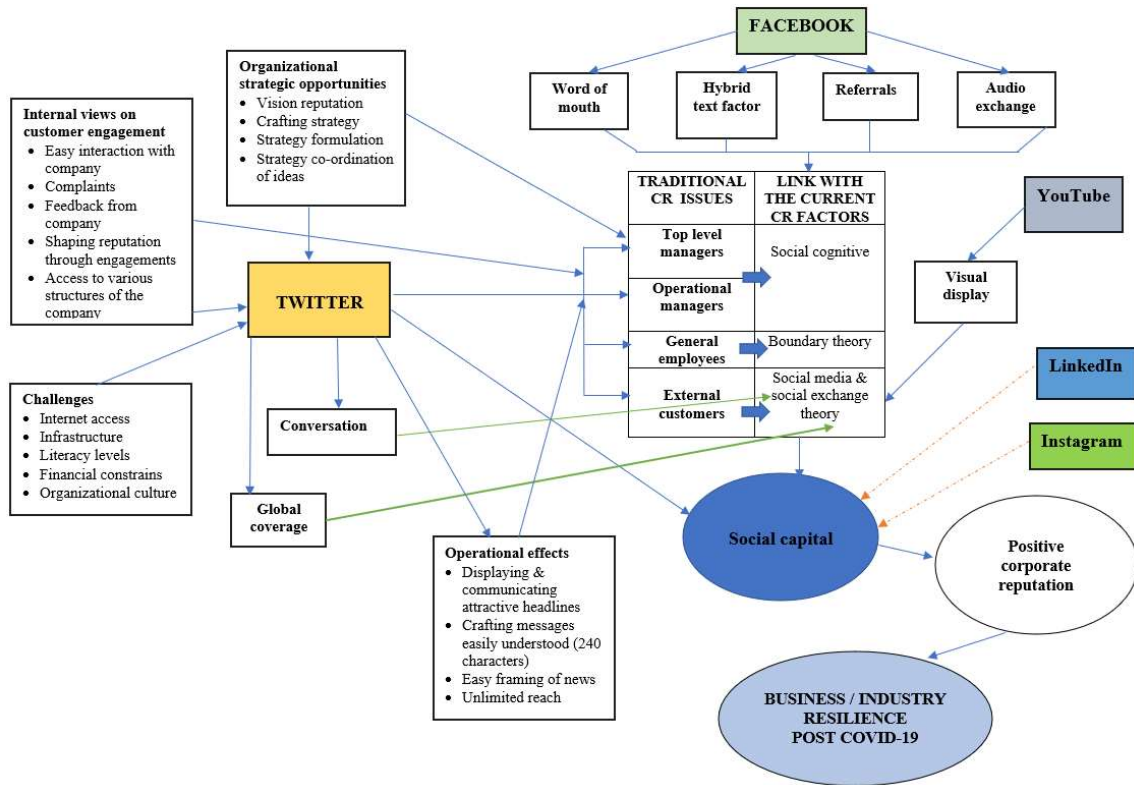 FACEBOOK
Word of
mouth
Hybrid
text factor
Referrals
Audio
exchange
Organizational
strategic opportunities
• Vision reputation
• Crafting strategy
• Strategy formulation
• Strategy co-ordination
of ideas
Internal views on
customer engagement
• Easy interaction with
company
• Complaints
• Feedback from
company
• Shaping reputation
through engagements
• Access to various
structures of the
company
TRADITIONAL
CR ISSUES
LINK WITH
THE CURRENT
CR FACTORS
Top level
managers
Social cognitive
Operational
managers
General
employees
Boundary theory
External
customers
Social media &
social exchange
theory
YouTube
Visual
display
TWITTER
LinkedIn
Instagram
Challenges
• Internet access
• Infrastructure
• Literacy levels
• Financial constrains
• Organizational culture
Conversation
Global
coverage
Operational effects
• Displaying &
communicating
attractive headlines
• Crafting messages
easily understood (240
characters)
• Easy framing of news
• Unlimited reach
Social capital
Positive
corporate
reputation
BUSINESS / INDUSTRY
RESILIENCE
POST COVID-19